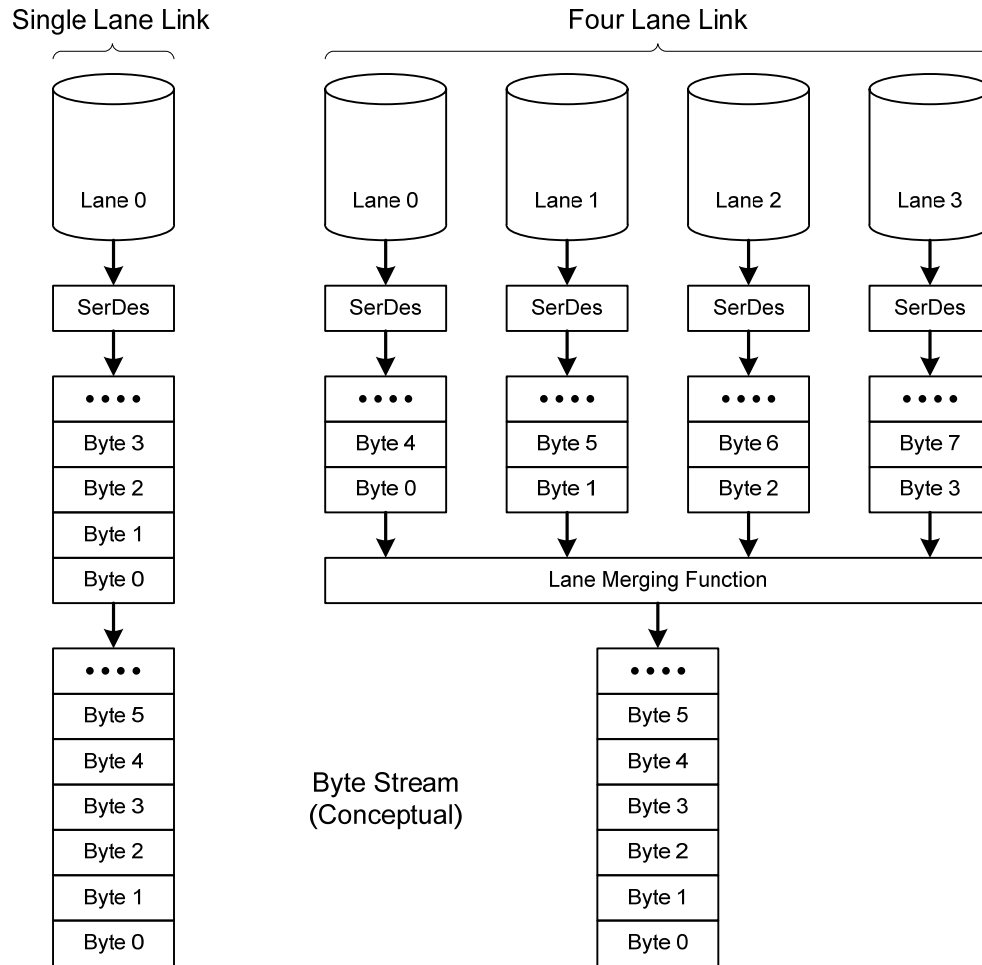 Single Lane Link
Four Lane Link
Lane 0
Lane 0
Lane 1
Lane 2
Lane 3
SerDes
SerDes
SerDes
SerDes
SerDes
••••
••••
••••
••••
••••
Byte 3
Byte 4
Byte 5
Byte 6
Byte 7
Byte 2
Byte 0
Byte 1
Byte 2
Byte 3
Byte 1
Byte 0
Lane Merging Function
••••
••••
Byte 5
Byte 5
Byte 4
Byte 4
Byte Stream
(Conceptual)
Byte 3
Byte 3
Byte 2
Byte 2
Byte 1
Byte 1
Byte 0
Byte 0